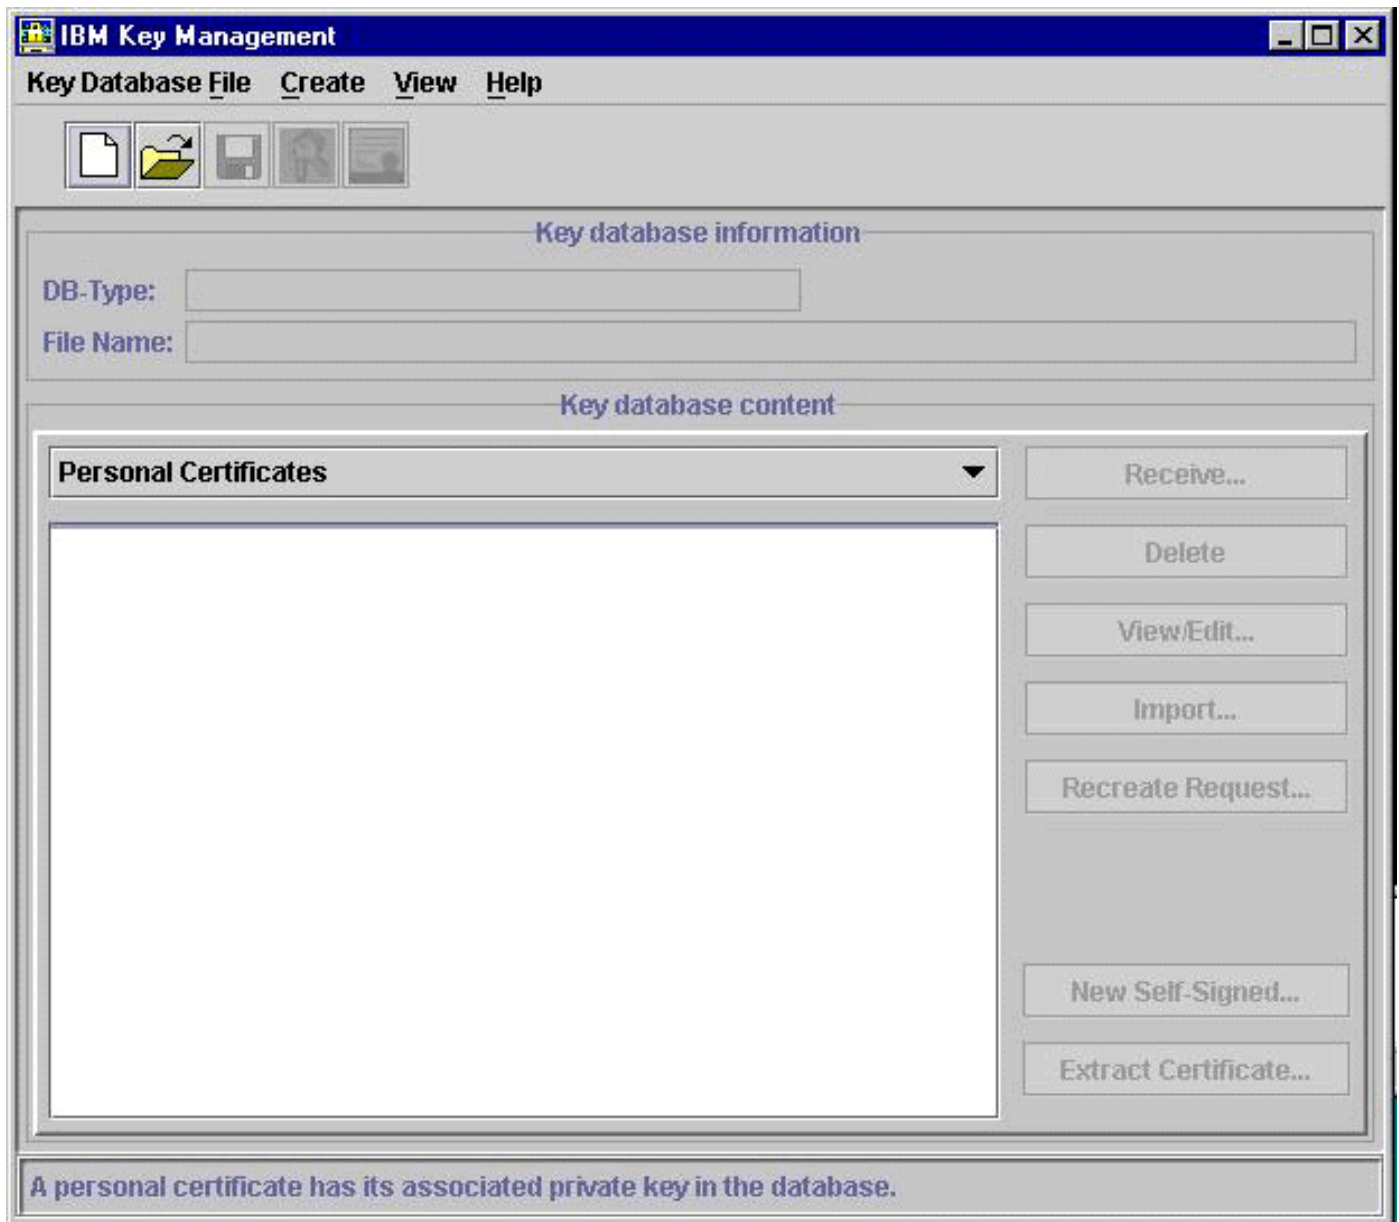 IBM Key Management
Key Database File Create View Help
Key database information
DB-Type:
File Name:
Key database content
Personal Certificates
Receive...
Delete
View/Edit...
Import...
Recreate Request...
New Self-Signed...
Extract Certificate...
A personal certificate has its associated private key in the database.